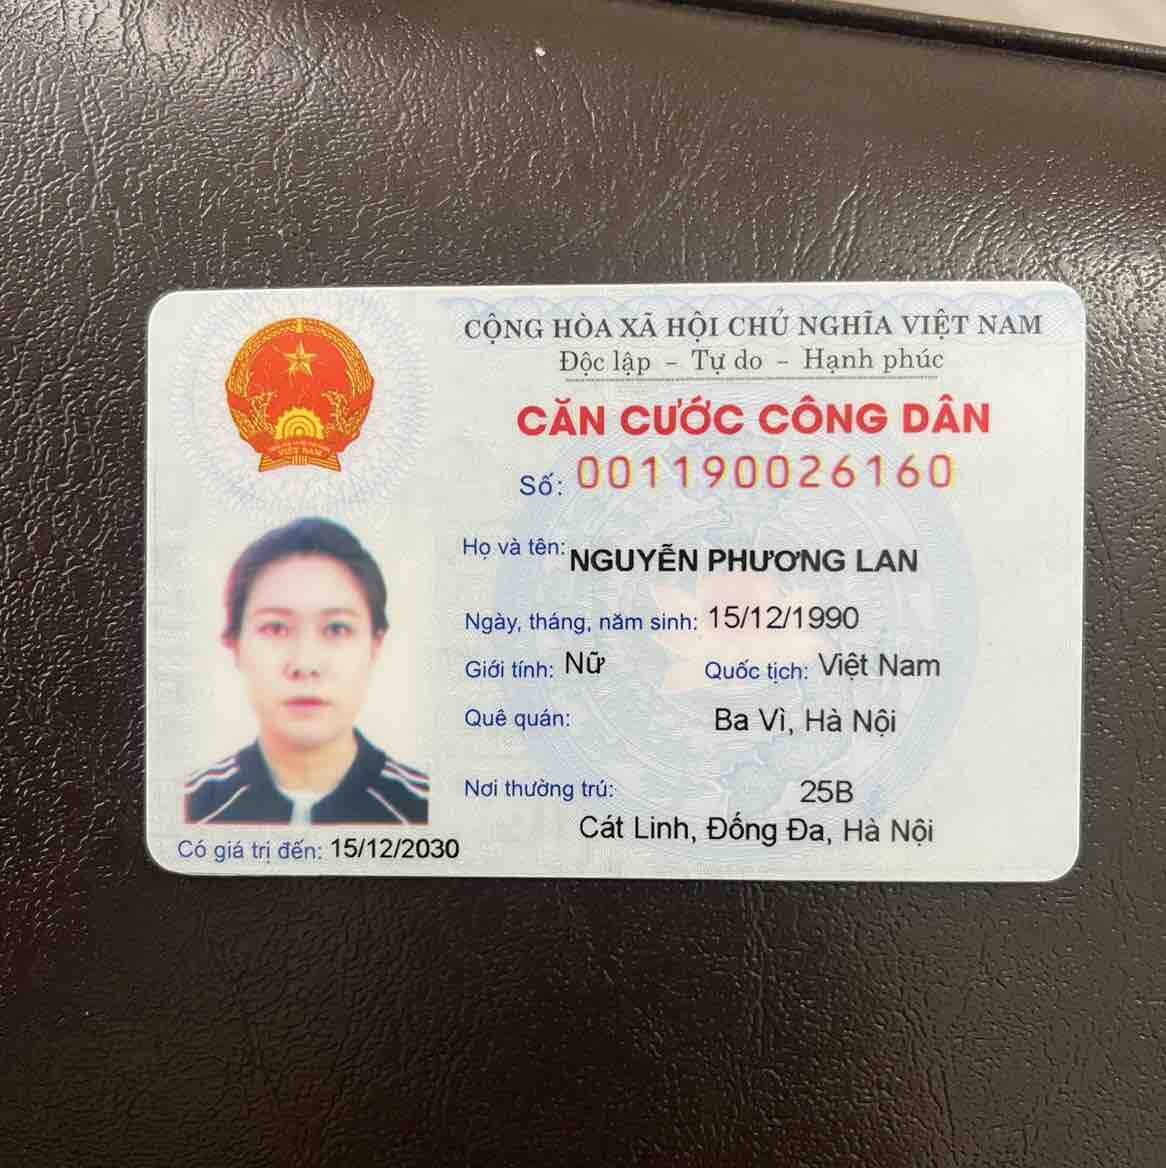 CỘNG HÒA XÃ HỘI CHỦ NGHĨA VIỆT NAM
Độc lập - Tự do - Hạnh phúc
CĂN CƯỚC CÔNG DÂN
Số: 001190026160
Họ và tên: NGUYỄN PHƯƠNG LAN
Ngày, tháng, năm sinh: 15/12/1990
Giới tính: Nữ Quốc tịch: Việt Nam
Quê quán: Ba Vì, Hà Nội
Nơi thường trú: 25B
Cát Linh, Đống Đa, Hà Nội
Có giá trị đến: 15/12/2030
VIỆT NAM